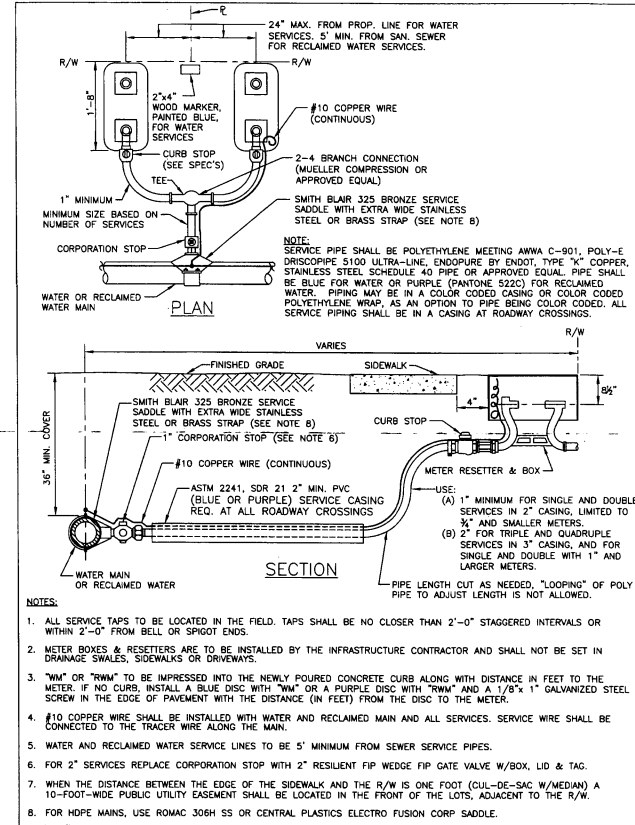 PL
24" MAX. FROM PROP. LINE FOR WATER
SERVICES. 5' MIN. FROM SAN. SEWER
FOR RECLAIMED WATER SERVICES.
R/W
R/W
1'-8"
2"x4"
WOOD MARKER,
PAINTED BLUE,
FOR WATER
SERVICES
#10 COPPER WIRE
(CONTINUOUS)
CURB STOP
(SEE SPEC'S)
TEE
2-4 BRANCH CONNECTION
(MUELLER COMPRESSION OR
APPROVED EQUAL)
1" MINIMUM
MINIMUM SIZE BASED ON
NUMBER OF SERVICES
SMITH BLAIR 325 BRONZE SERVICE
SADDLE WITH EXTRA WIDE STAINLESS
STEEL OR BRASS STRAP (SEE NOTE 8)
CORPORATION STOP
WATER OR RECLAIMED
WATER MAIN
PLAN
NOTE:
SERVICE PIPE SHALL BE POLYETHYLENE MEETING AWWA C-901, POLY-E
DRISCOPIPE 5100 ULTRA-LINE, ENDOPURE BY ENDOT, TYPE "K" COPPER,
STAINLESS STEEL SCHEDULE 40 PIPE OR APPROVED EQUAL. PIPE SHALL
BE BLUE FOR WATER OR PURPLE (PANTONE 522C) FOR RECLAIMED
WATER. PIPING MAY BE IN A COLOR CODED CASING OR COLOR CODED
POLYETHYLENE WRAP, AS AN OPTION TO PIPE BEING COLOR CODED. ALL
SERVICE PIPING SHALL BE IN A CASING AT ROADWAY CROSSINGS.
R/W
VARIES
FINISHED GRADE
SIDEWALK
4"
8½"
36" MIN. COVER
SMITH BLAIR 325 BRONZE SERVICE
SADDLE WITH EXTRA WIDE STAINLESS
STEEL OR BRASS STRAP (SEE NOTE 8)
1" CORPORATION STOP (SEE NOTE 6)
CURB STOP
#10 COPPER WIRE (CONTINUOUS)
METER RESETTER & BOX
ASTM 2241, SDR 21 2" MIN. PVC
(BLUE OR PURPLE) SERVICE CASING
REQ. AT ALL ROADWAY CROSSINGS
USE:
(A) 1" MINIMUM FOR SINGLE AND DOUBLE
SERVICES IN 2" CASING, LIMITED TO
¾" AND SMALLER METERS.
(B) 2" FOR TRIPLE AND QUADRUPLE
SERVICES IN 3" CASING, AND FOR
SINGLE AND DOUBLE WITH 1" AND
LARGER METERS.
WATER MAIN
OR RECLAIMED WATER
SECTION
PIPE LENGTH CUT AS NEEDED, "LOOPING" OF POLY
PIPE TO ADJUST LENGTH IS NOT ALLOWED.
NOTES:
1. ALL SERVICE TAPS TO BE LOCATED IN THE FIELD. TAPS SHALL BE NO CLOSER THAN 2'-0" STAGGERED INTERVALS OR
WITHIN 2'-0" FROM BELL OR SPIGOT ENDS.
2. METER BOXES & RESETTERS ARE TO BE INSTALLED BY THE INFRASTRUCTURE CONTRACTOR AND SHALL NOT BE SET IN
DRAINAGE SWALES, SIDEWALKS OR DRIVEWAYS.
3. "WM" OR "RWM" TO BE IMPRESSED INTO THE NEWLY POURED CONCRETE CURB ALONG WITH DISTANCE IN FEET TO THE
METER. IF NO CURB, INSTALL A BLUE DISC WITH "WM" OR A PURPLE DISC WITH "RWM" AND A 1/8"x 1" GALVANIZED STEEL
SCREW IN THE EDGE OF PAVEMENT WITH THE DISTANCE (IN FEET) FROM THE DISC TO THE METER.
4. #10 COPPER WIRE SHALL BE INSTALLED WITH WATER AND RECLAIMED MAIN AND ALL SERVICES. SERVICE WIRE SHALL BE
CONNECTED TO THE TRACER WIRE ALONG THE MAIN.
5. WATER AND RECLAIMED WATER SERVICE LINES TO BE 5' MINIMUM FROM SEWER SERVICE PIPES.
6. FOR 2" SERVICES REPLACE CORPORATION STOP WITH 2" RESILIENT FIP WEDGE FIP GATE VALVE W/BOX, LID & TAG.
7. WHEN THE DISTANCE BETWEEN THE EDGE OF THE SIDEWALK AND THE R/W IS ONE FOOT (CUL-DE-SAC W/MEDIAN) A
10-FOOT-WIDE PUBLIC UTILITY EASEMENT SHALL BE LOCATED IN THE FRONT OF THE LOTS, ADJACENT TO THE R/W.
8. FOR HDPE MAINS, USE ROMAC 306H SS OR CENTRAL PLASTICS ELECTRO FUSION CORP SADDLE.